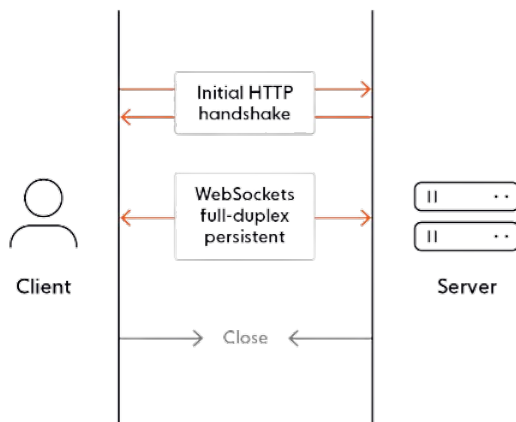 Initial HTTP
handshake
WebSockets
full-duplex
persistent
Client
Server
Close